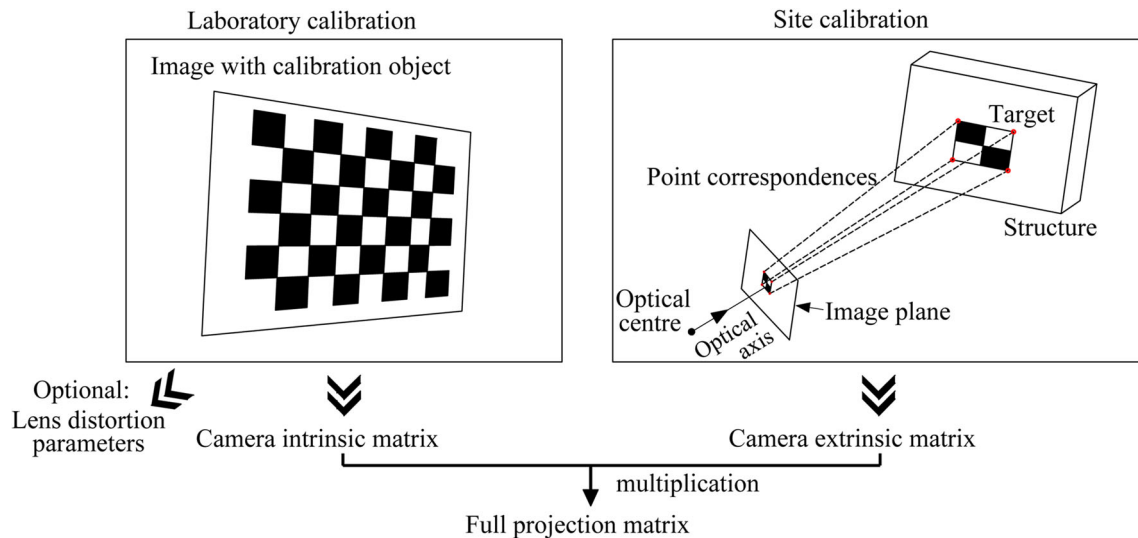 Laboratory calibration
Image with calibration object
Site calibration
Target
Point correspondences
Structure
Optical
centre
Optical
axis
Image plane
Optional:
Lens distortion
parameters
Camera intrinsic matrix
Camera extrinsic matrix
multiplication
Full projection matrix